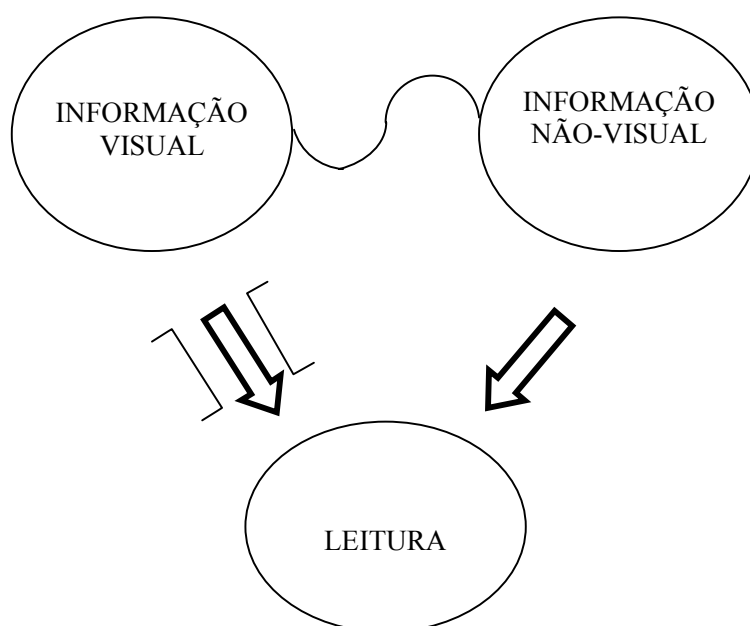 INFORMAÇÃO
VISUAL
INFORMAÇÃO
NÃO-VISUAL
LEITURA